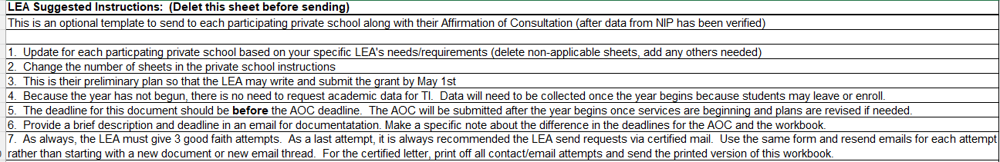 LEA Suggested Instructions:  (Delet this sheet before sending)
This is an optional template to send to each participating private school along with their Affirmation of Consultation (after data from NIP has been verified)
1.  Update for each particpating private school based on your specific LEA's needs/requirements (delete non-applicable sheets, add any others needed)
2.  Change the number of sheets in the private school instructions
3.  This is their preliminary plan so that the LEA may write and submit the grant by May 1st
4.  Because the year has not begun, there is no need to request academic data for TI.  Data will need to be collected once the year begins because students may leave or enroll.
5.  The deadline for this document should be before the AOC deadline.  The AOC will be submitted after the year begins once services are beginning and plans are revised if needed.
6.  Provide a brief description and deadline in an email for documentatation. Make a specific note about the difference in the deadlines for the AOC and the workbook.
7.  As always, the LEA must give 3 good faith attempts.  As a last attempt, it is always recommended the LEA send requests via certified mail.  Use the same form and resend emails for each attempt
rather than starting with a new document or new email thread.  For the certified letter, print off all contact/email attempts and send the printed version of this workbook.